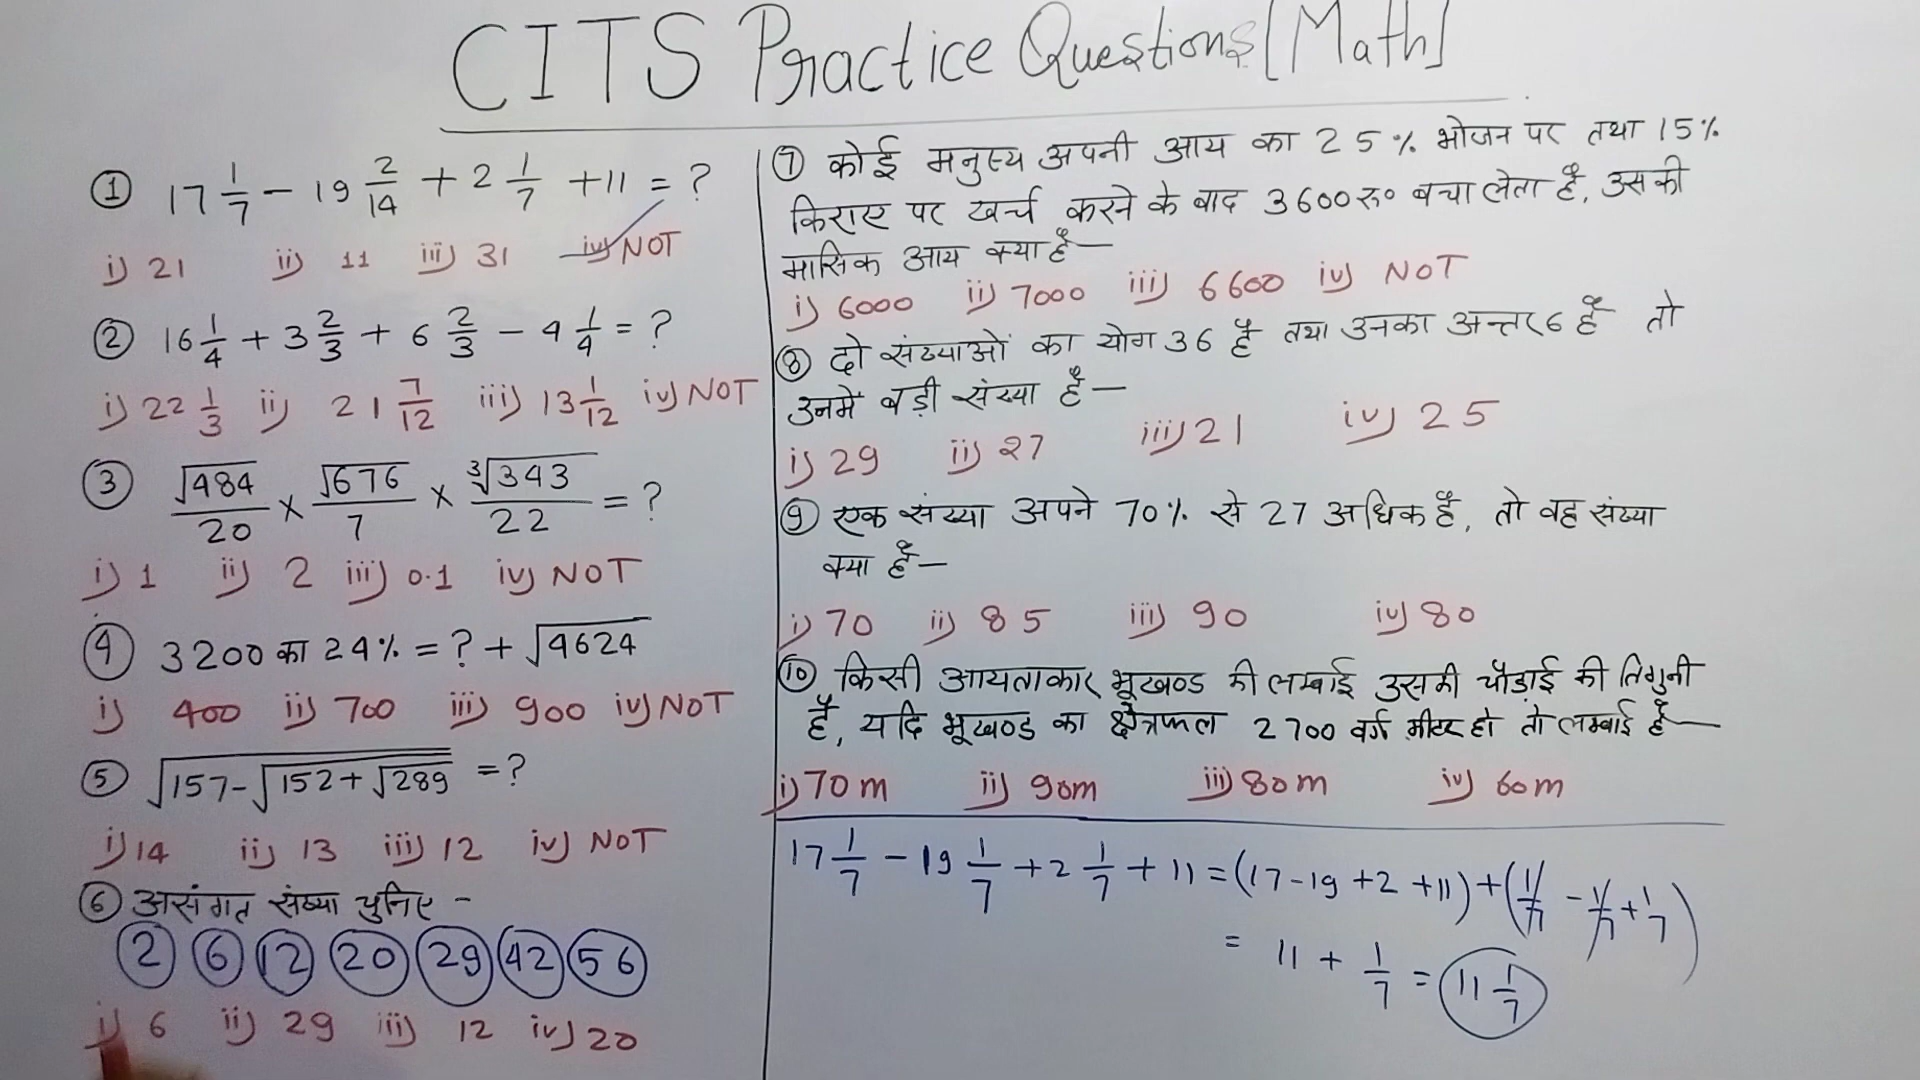 CITS Practice Questions [Math]
① 17 1/7 - 19 2/14 + 2 1/7 + 11 = ?
i) 21 ii) 11 iii) 31 iv) NOT
② 16 1/4 + 3 2/3 + 6 2/3 - 4 1/4 = ?
i) 22 1/3 ii) 21 7/12 iii) 13 1/12 iv) NOT
③ √484/20 × √676/7 × ∛343/22 = ?
i) 1 ii) 2 iii) 0.1 iv) NOT
④ 3200 का 24% = ? + √4624
i) 400 ii) 700 iii) 900 iv) NOT
⑤ √157-√152+√289 = ?
i) 14 ii) 13 iii) 12 iv) NOT
⑥ असंगत संख्या चुनिए -
2 6 12 20 29 42 56
i) 6 ii) 29 iii) 12 iv) 20
⑦ कोई मनुस्य अपनी आय का 25% भोजन पर तथा 15%
किराए पर खर्च करने के बाद 3600रु० बचा लेता है, उसकी
मासिक आय क्या है—
i) 6000 ii) 7000 iii) 6600 iv) NOT
⑧ दो संख्याओं का योग 36 है तथा उनका अन्तर 6 है तो
उनमें बड़ी संख्या है—
i) 29 ii) 27 iii) 21 iv) 25
⑨ एक संख्या अपने 70% से 27 अधिक है, तो वह संख्या
क्या है—
i) 70 ii) 85 iii) 90 iv) 80
⑩ किसी आयताकार भूखण्ड की लम्बाई उसकी चौड़ाई की तिगुनी
है, यदि भूखण्ड का क्षेत्रफल 2700 वर्ग मीटर हो तो लम्बाई है—
i) 70m ii) 90m iii) 80m iv) 60m
17 1/7 - 19 1/7 + 2 1/7 + 11 = (17-19+2+11) + (1/7 - 1/7 + 1/7)
= 11 + 1/7 = 11 1/7